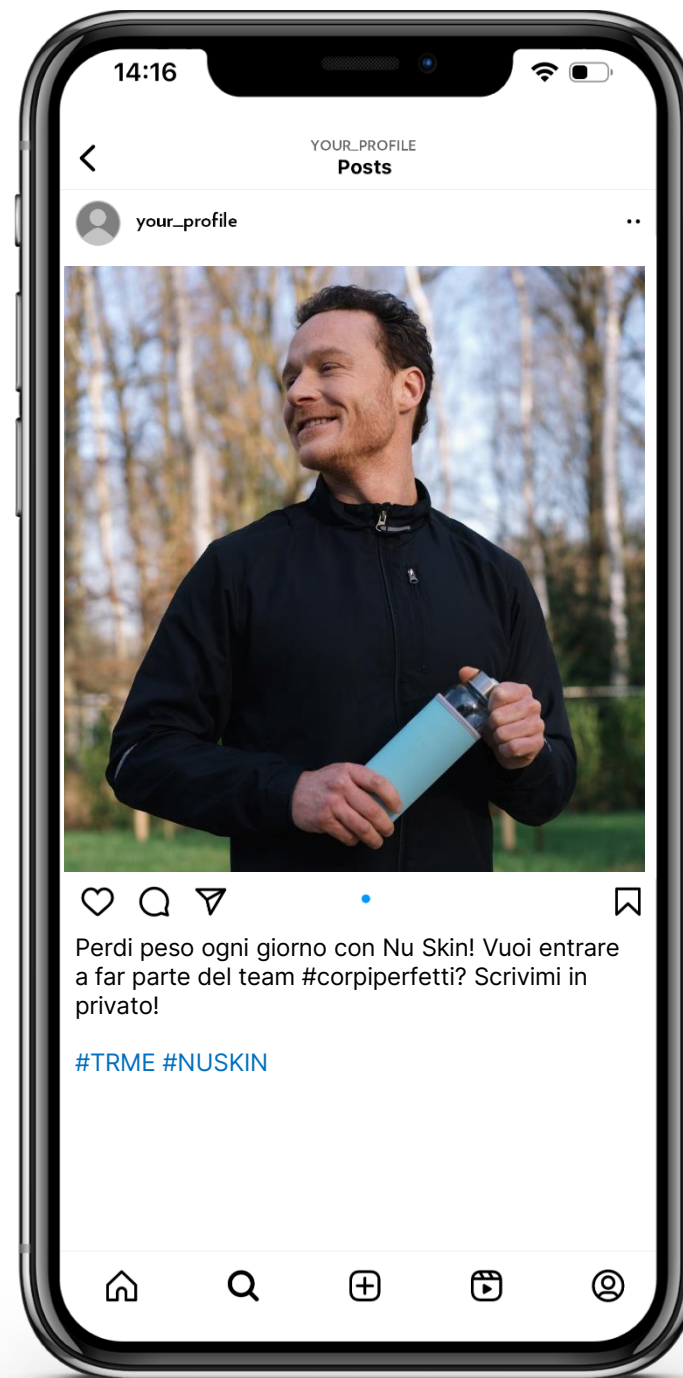 14:16
YOUR_PROFILE
Posts
your_profile
Perdi peso ogni giorno con Nu Skin! Vuoi entrare
a far parte del team #corpiperfetti? Scrivimi in
privato!
#TRME #NUSKIN